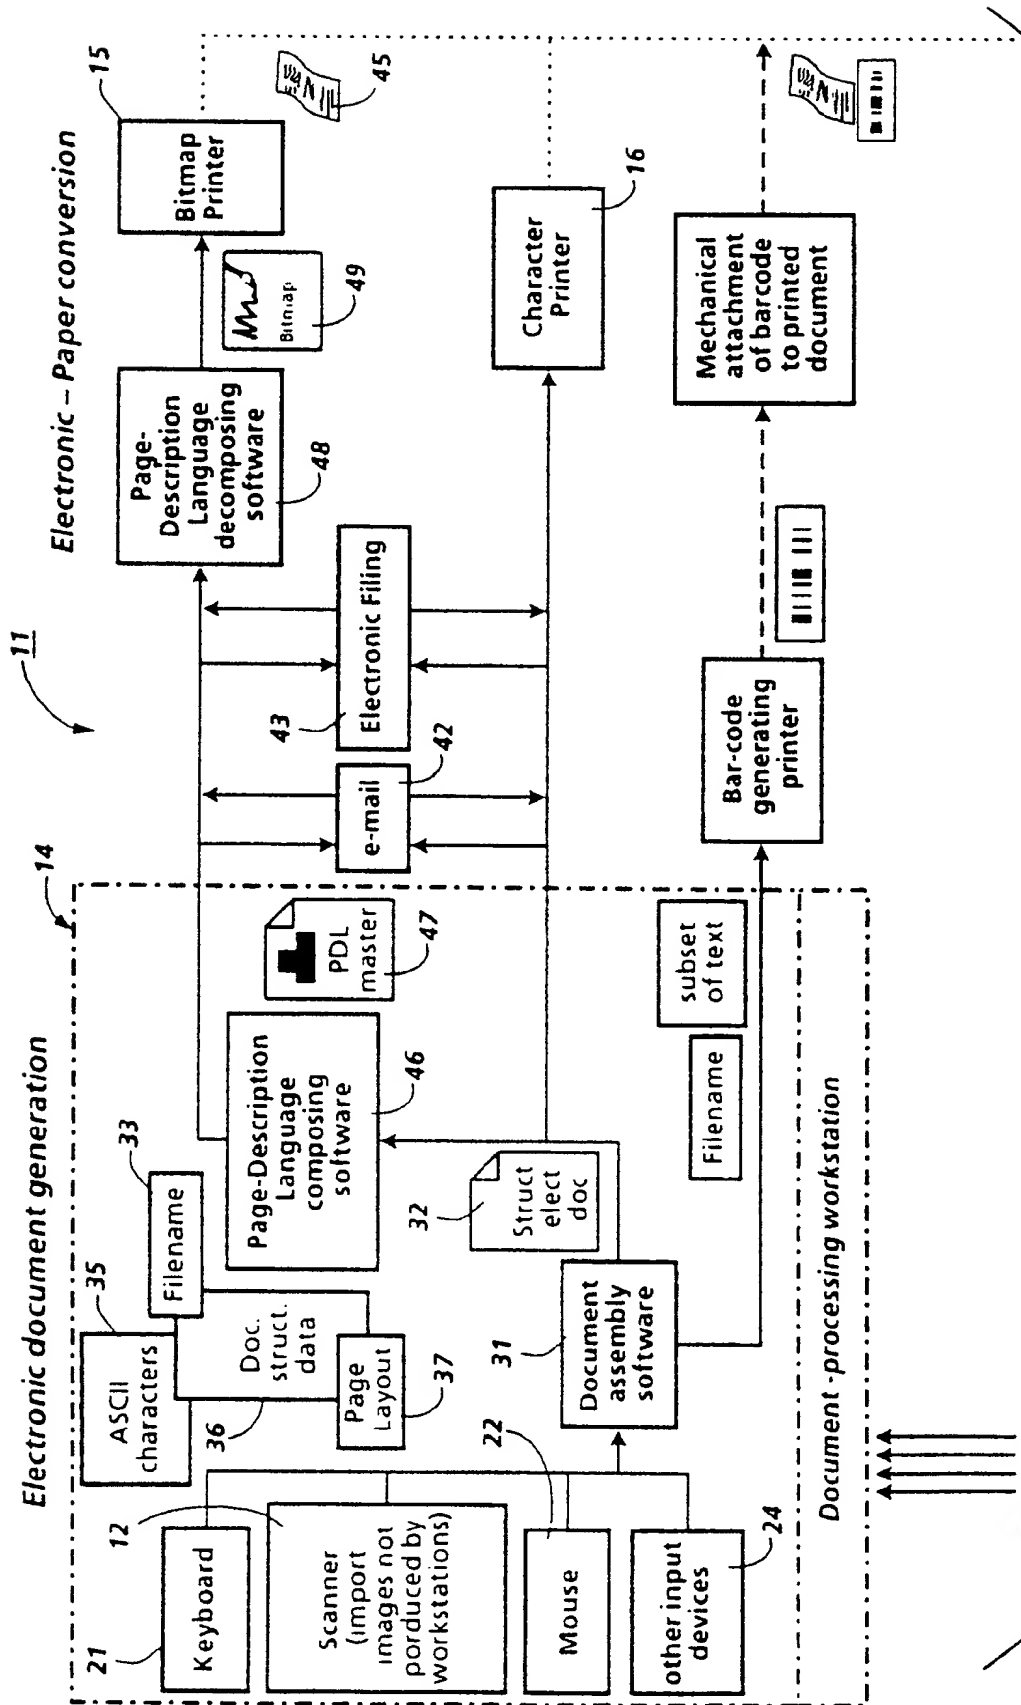 Electronic document generation
Electronic – Paper conversion
11
14
21
Keyboard
12
Scanner
(import
images not
porduced by
workstations)
Mouse
22
other input
devices
24
35
ASCII
characters
33
Filename
Doc.
struct.
data
36
Page
Layout
37
31
Document
assembly
software
32
Struct
elect
doc
Page-Description
Language
composing
software
46
PDL
master
47
Filename
subset
of text
Document-processing workstation
e-mail
42
43
Electronic Filing
Page-
Description
Language
decomposing
software
48
Bitmap
49
Bitmap
Printer
15
45
Character
Printer
16
Bar-code
generating
printer
Mechanical
attachment
of barcode
to printed
document